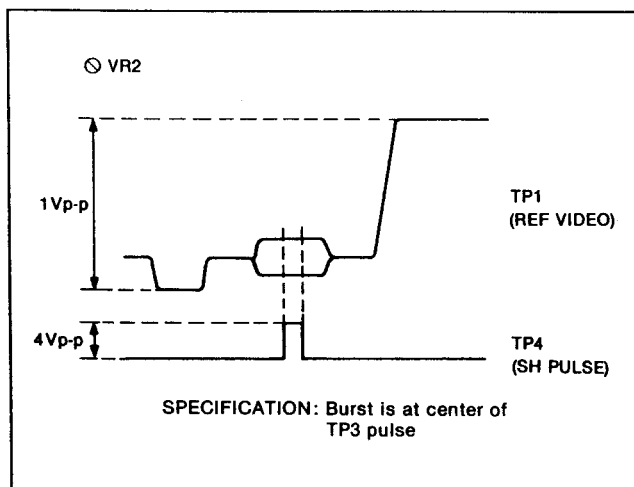 ⦸ VR2
1Vp-p
TP1
(REF VIDEO)
4Vp-p
TP4
(SH PULSE)
SPECIFICATION: Burst is at center of
TP3 pulse